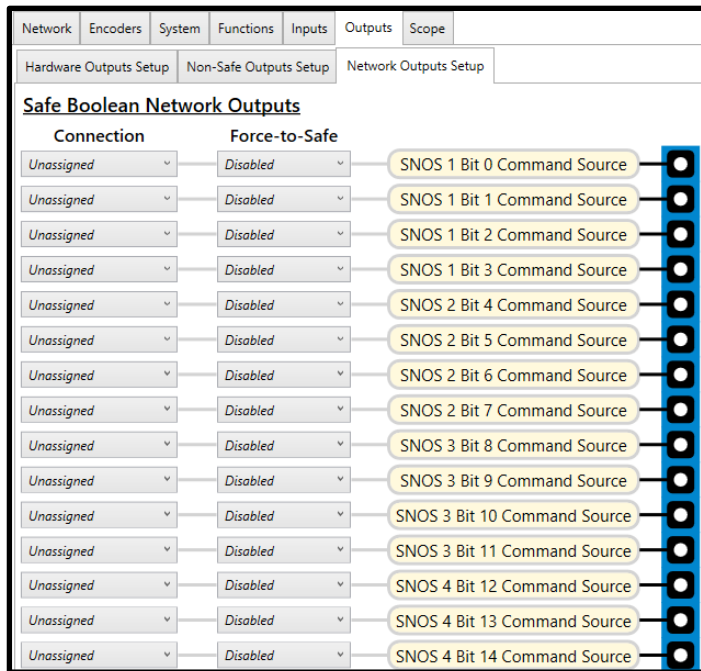 Network Encoders System Functions Inputs Outputs Scope
Hardware Outputs Setup Non-Safe Outputs Setup Network Outputs Setup
Safe Boolean Network Outputs
Connection Force-to-Safe
Unassigned Disabled SNOS 1 Bit 0 Command Source
Unassigned Disabled SNOS 1 Bit 1 Command Source
Unassigned Disabled SNOS 1 Bit 2 Command Source
Unassigned Disabled SNOS 1 Bit 3 Command Source
Unassigned Disabled SNOS 2 Bit 4 Command Source
Unassigned Disabled SNOS 2 Bit 5 Command Source
Unassigned Disabled SNOS 2 Bit 6 Command Source
Unassigned Disabled SNOS 2 Bit 7 Command Source
Unassigned Disabled SNOS 3 Bit 8 Command Source
Unassigned Disabled SNOS 3 Bit 9 Command Source
Unassigned Disabled SNOS 3 Bit 10 Command Source
Unassigned Disabled SNOS 3 Bit 11 Command Source
Unassigned Disabled SNOS 4 Bit 12 Command Source
Unassigned Disabled SNOS 4 Bit 13 Command Source
Unassigned Disabled SNOS 4 Bit 14 Command Source